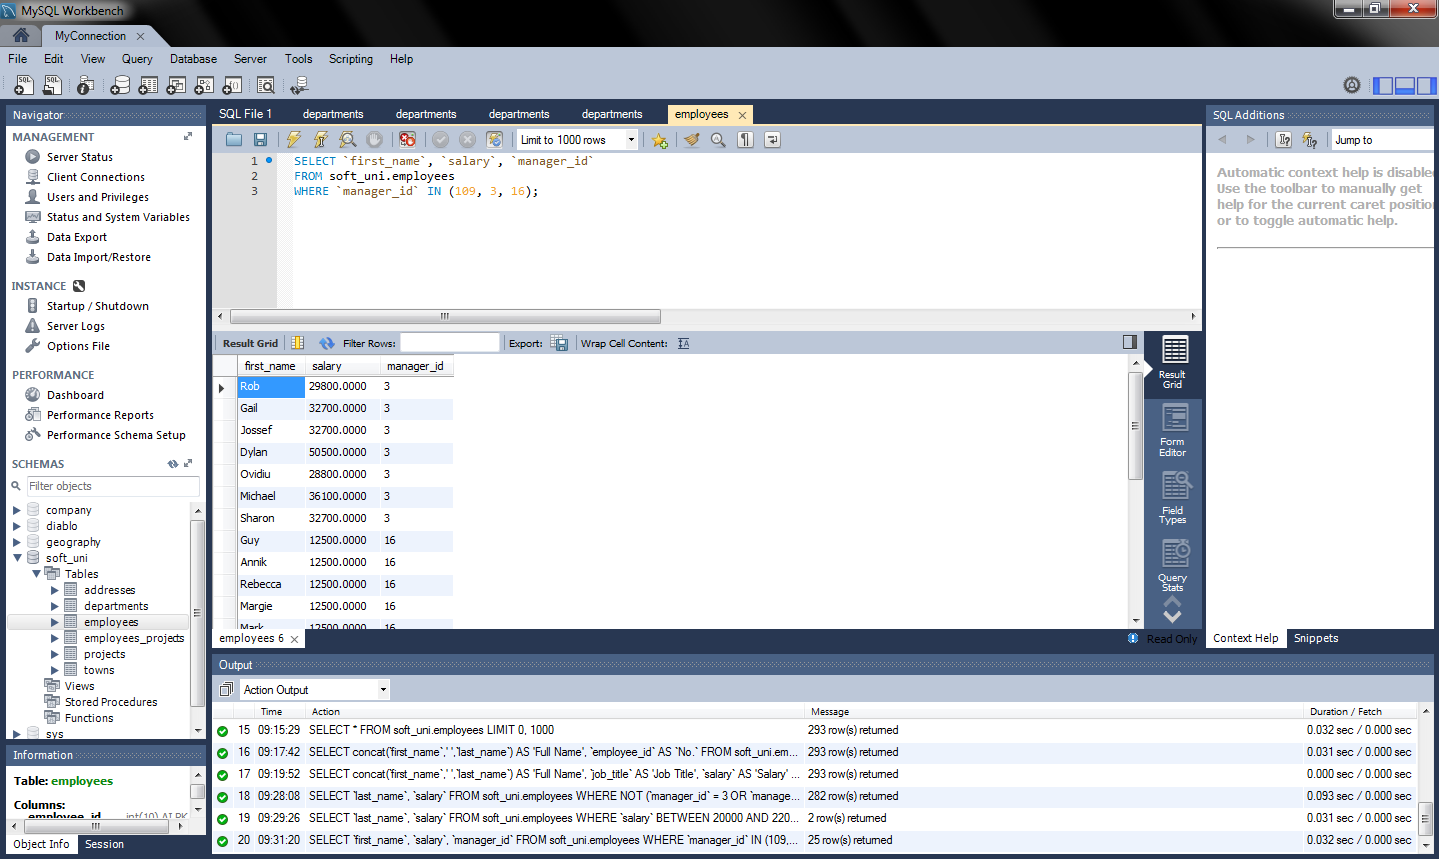 MySQL Workbench
MyConnection
File Edit View Query Database Server Tools Scripting Help
Navigator
MANAGEMENT
Server Status
Client Connections
Users and Privileges
Status and System Variables
Data Export
Data Import/Restore
INSTANCE
Startup / Shutdown
Server Logs
Options File
PERFORMANCE
Dashboard
Performance Reports
Performance Schema Setup
SCHEMAS
Filter objects
company
diablo
geography
soft_uni
Tables
addresses
departments
employees
employees_projects
projects
towns
Views
Stored Procedures
Functions
sys
Information
Table: employees
Columns:
employee_id int(10) AI PK
Object Info Session
SQL File 1 departments departments departments departments employees
Limit to 1000 rows
1 SELECT `first_name`, `salary`, `manager_id`
2 FROM soft_uni.employees
3 WHERE `manager_id` IN (109, 3, 16);
Result Grid Filter Rows: Export: Wrap Cell Content:
first_name salary manager_id
Rob 29800.0000 3
Gail 32700.0000 3
Jossef 32700.0000 3
Dylan 50500.0000 3
Ovidiu 28800.0000 3
Michael 36100.0000 3
Sharon 32700.0000 3
Guy 12500.0000 16
Annik 12500.0000 16
Rebecca 12500.0000 16
Margie 12500.0000 16
Mark 12500.0000 16
Result
Grid
Form
Editor
Field
Types
Query
Stats
employees 6
Read Only
SQL Additions
Jump to
Automatic context help is disabled
Use the toolbar to manually get
help for the current caret position
or to toggle automatic help.
Context Help Snippets
Output
Action Output
Time Action Message Duration / Fetch
15 09:15:29 SELECT * FROM soft_uni.employees LIMIT 0, 1000 293 row(s) returned 0.032 sec / 0.000 sec
16 09:17:42 SELECT concat(`first_name`,' ',`last_name`) AS 'Full Name', `employee_id` AS `No.` FROM soft_uni.em... 293 row(s) returned 0.031 sec / 0.000 sec
17 09:19:52 SELECT concat(`first_name`,' ',`last_name`) AS 'Full Name', `job_title` AS 'Job Title', `salary` AS 'Salary' ... 293 row(s) returned 0.000 sec / 0.000 sec
18 09:28:08 SELECT `last_name`, `salary` FROM soft_uni.employees WHERE NOT (`manager_id` = 3 OR `manage... 282 row(s) returned 0.093 sec / 0.000 sec
19 09:29:26 SELECT `last_name`, `salary` FROM soft_uni.employees WHERE `salary` BETWEEN 20000 AND 220... 2 row(s) returned 0.031 sec / 0.000 sec
20 09:31:20 SELECT `first_name`, `salary`, `manager_id` FROM soft_uni.employees WHERE `manager_id` IN (109,... 25 row(s) returned 0.032 sec / 0.000 sec